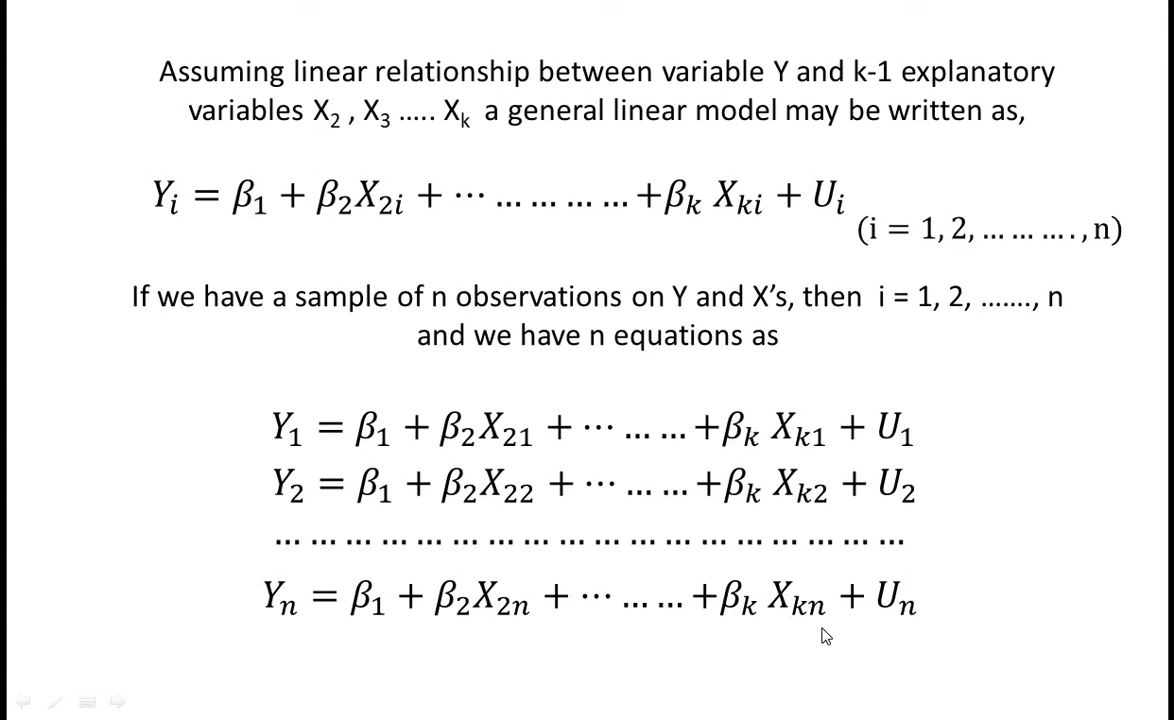 Assuming linear relationship between variable Y and k-1 explanatory
variables X₂ , X₃ ..... Xₖ a general linear model may be written as,
Yᵢ = β₁ + β₂X₂ᵢ + ⋯ … … … … +βₖ Xₖᵢ + Uᵢ
(i = 1, 2, … … … . , n)
If we have a sample of n observations on Y and X’s, then i = 1, 2, ……., n
and we have n equations as
Y₁ = β₁ + β₂X₂₁ + ⋯ … … +βₖ Xₖ₁ + U₁
Y₂ = β₁ + β₂X₂₂ + ⋯ … … +βₖ Xₖ₂ + U₂
… … … … … … … … … … … … … … … … … …
Yₙ = β₁ + β₂X₂ₙ + ⋯ … … +βₖ Xₖₙ + Uₙ